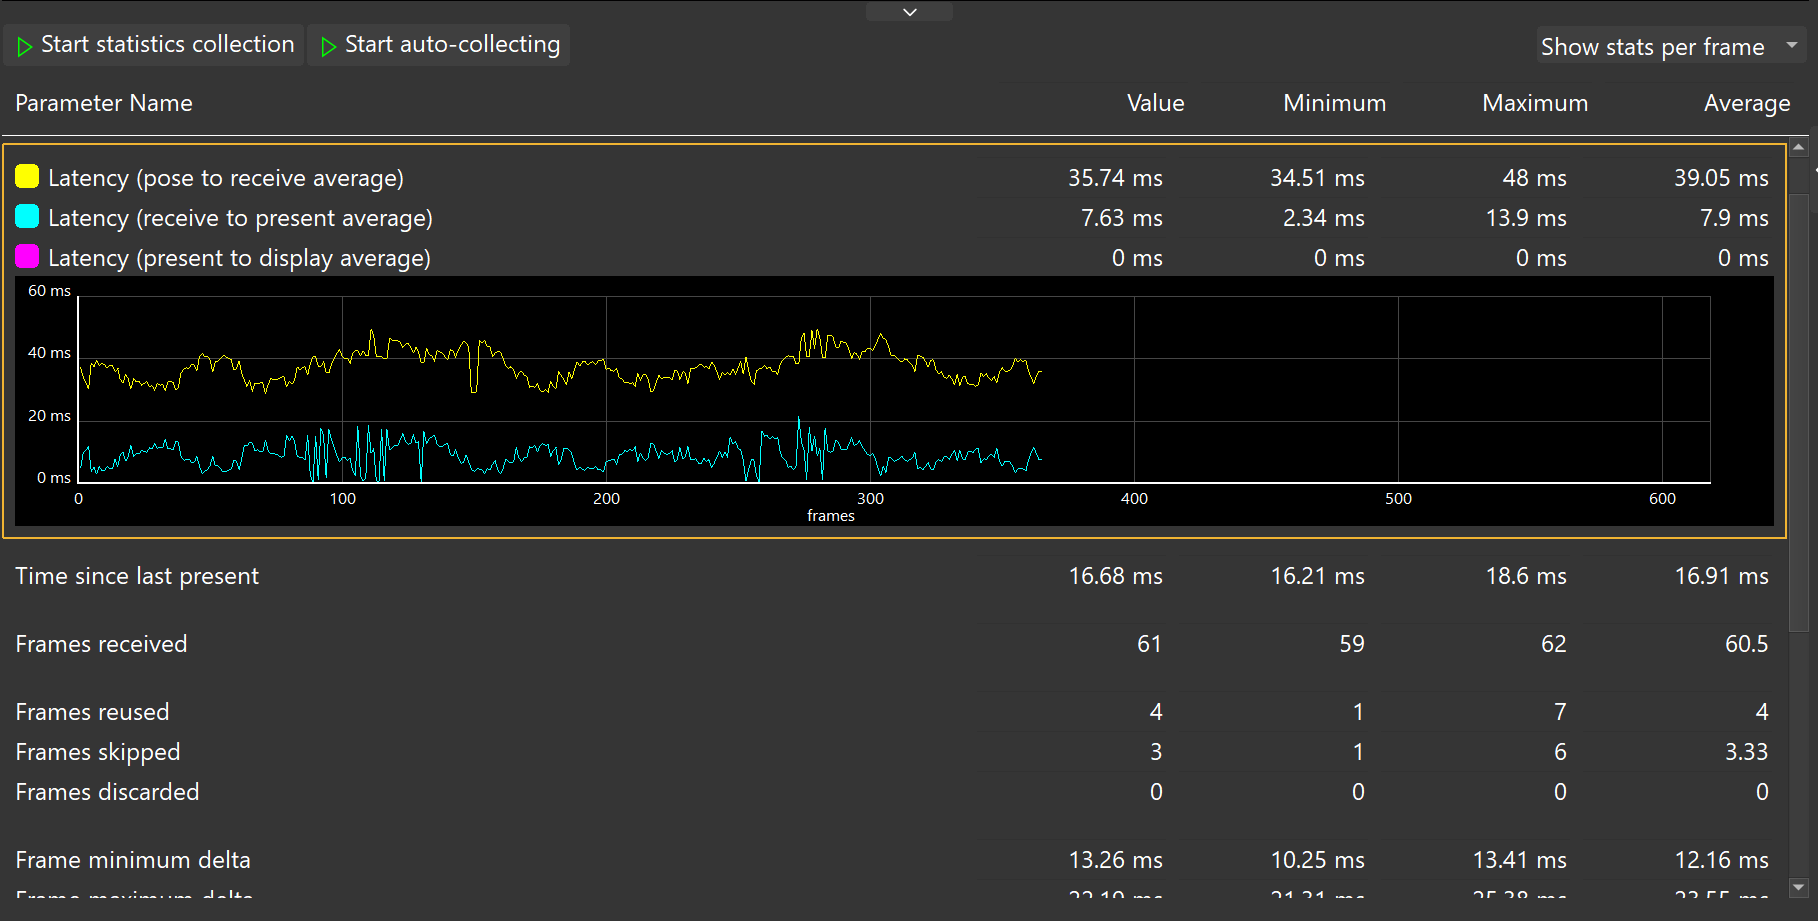 Start statistics collection Start auto-collecting Show stats per frame
Parameter Name Value Minimum Maximum Average
Latency (pose to receive average) 35.74 ms 34.51 ms 48 ms 39.05 ms
Latency (receive to present average) 7.63 ms 2.34 ms 13.9 ms 7.9 ms
Latency (present to display average) 0 ms 0 ms 0 ms 0 ms
60 ms
40 ms
20 ms
0 ms
0 100 200 300 400 500 600
frames
Time since last present 16.68 ms 16.21 ms 18.6 ms 16.91 ms
Frames received 61 59 62 60.5
Frames reused 4 1 7 4
Frames skipped 3 1 6 3.33
Frames discarded 0 0 0 0
Frame minimum delta 13.26 ms 10.25 ms 13.41 ms 12.16 ms
Frame maximum delta